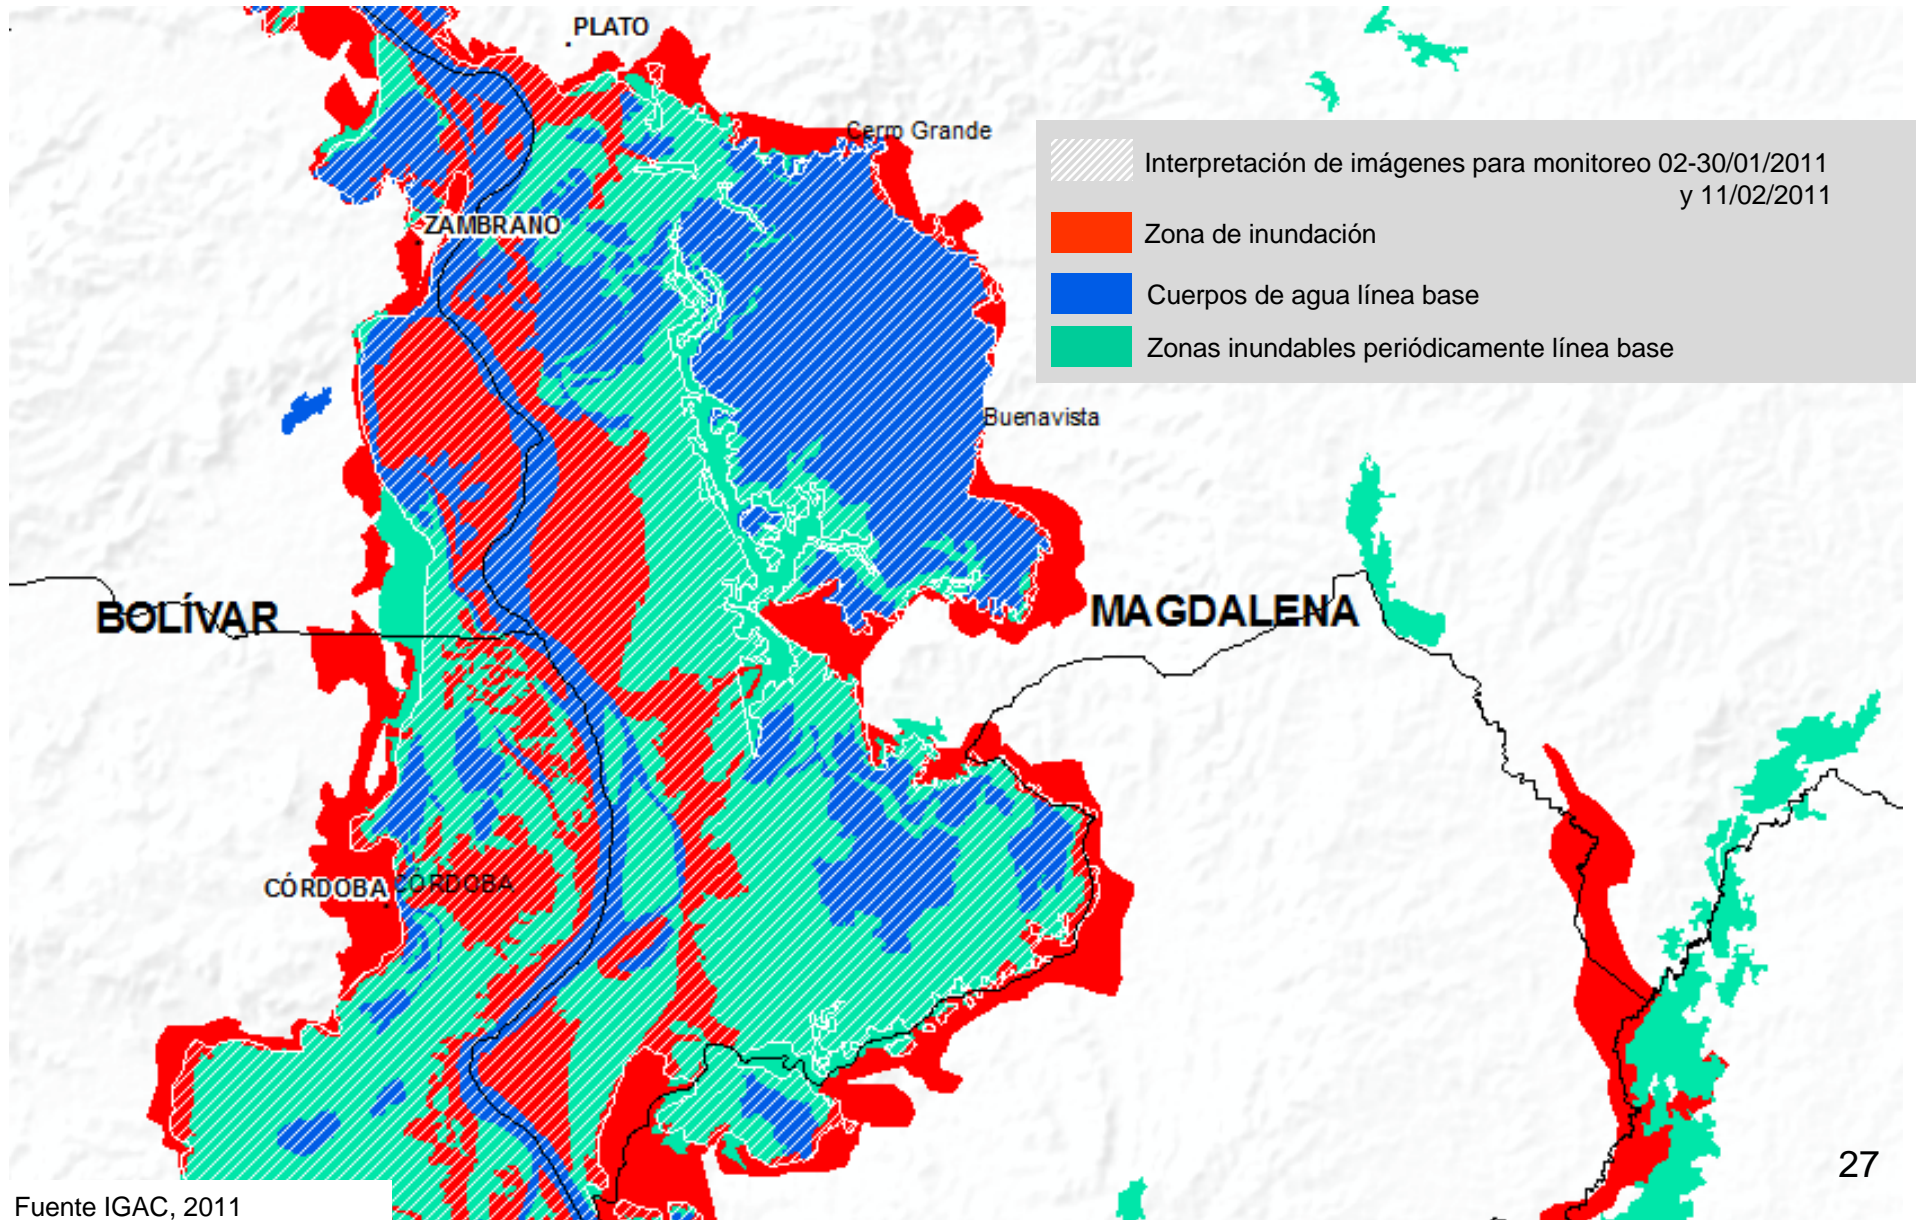 PLATO
Cerro Grande
Interpretación de imágenes para monitoreo 02-30/01/2011
y 11/02/2011
ZAMBRANO
Zona de inundación
Cuerpos de agua línea base
Zonas inundables periódicamente línea base
Buenavista
BOLÍVAR
MAGDALENA
CÓRDOBA
CÓRDOBA
27
Fuente IGAC, 2011